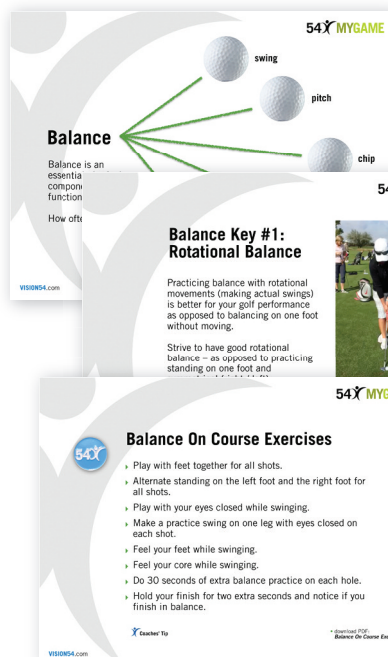 54 MYGAME
swing
pitch
chip
Balance
Balance is an
How
VISION54.com
Balance Key #1:
Rotational Balance
Practicing balance with rotational
movements (making actual swings)
is better for your golf performance
as opposed to balancing on one foot
without moving.
Strive to have good rotational
balance – as opposed to practicing
standing on one foot and
54 MYG
54
Balance On Course Exercises
Play with feet together for all shots.
Alternate standing on the left foot and the right foot for
all shots.
Play with your eyes closed while swinging.
Make a practice swing on one leg with eyes closed on
each shot.
Feel your feet while swinging.
Feel your core while swinging.
Do 30 seconds of extra balance practice on each hole.
Hold your finish for two extra seconds and notice if you
finish in balance.
Coaches' Tip
• download PDF:
Balance On Course
VISION54.com